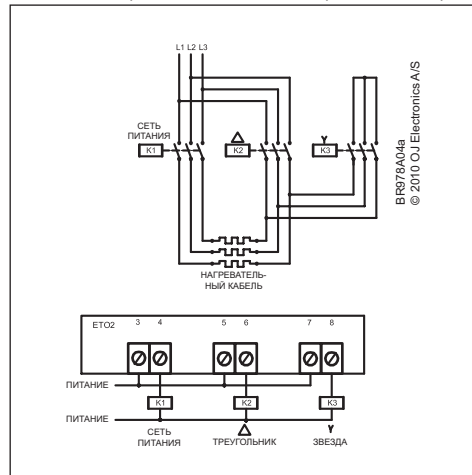 L1 L2 L3
СЕТЬ
ПИТАНИЯ
K1
K2
Y
K3
BR978A04a
© 2010 OJ Electronics A/S
НАГРЕВАТЕЛЬ-
НЫЙ КАБЕЛЬ
ETO2 3 4 5 6 7 8
ПИТАНИЕ
K1 K2 K3
ПИТАНИЕ
Y
СЕТЬ
ПИТАНИЯ
ТРЕУГОЛЬНИК
ЗВЕЗДА